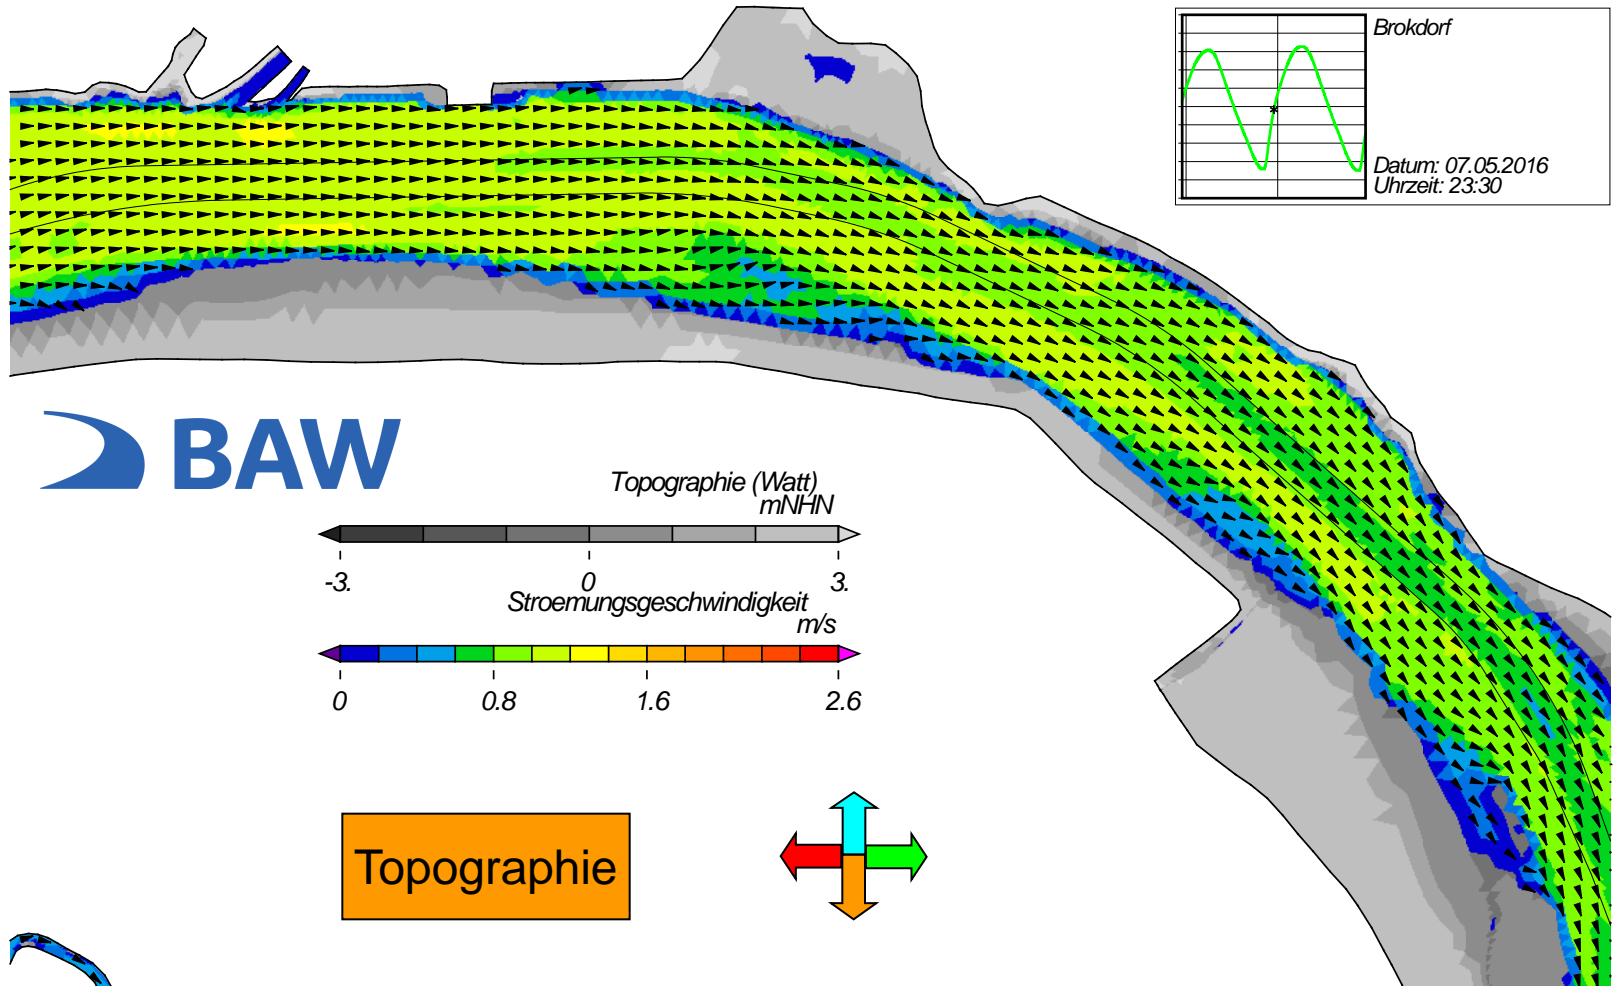 Brokdorf
Datum: 07.05.2016
Uhrzeit: 23:30
BAW
Topographie (Watt)
mNHN
-3. 0 3.
Stroemungsgeschwindigkeit
m/s
0 0.8 1.6 2.6
Topographie